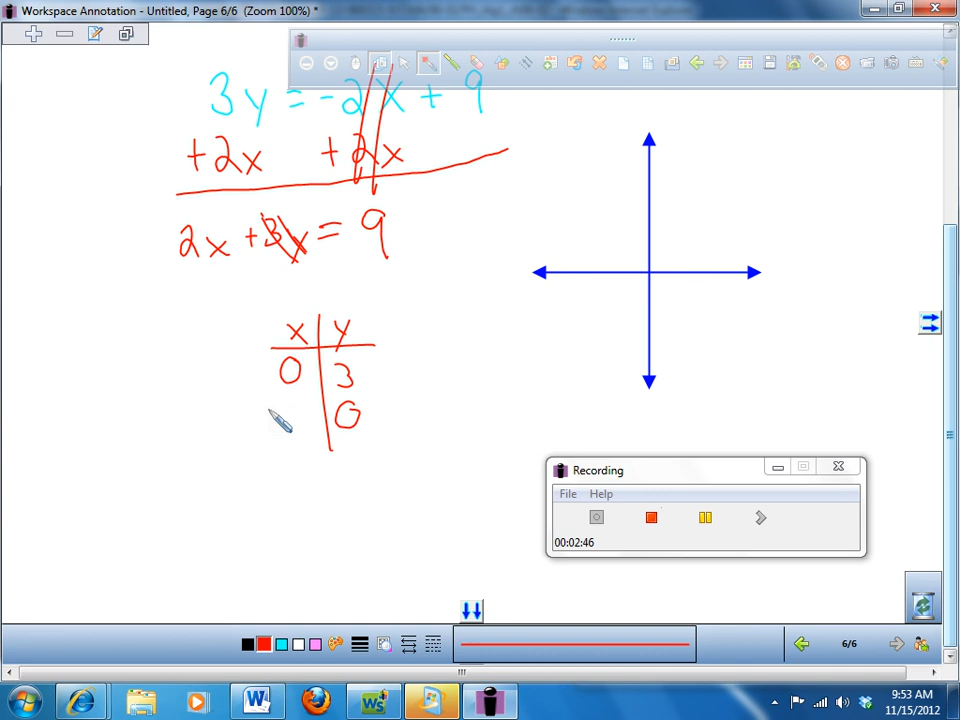 Workspace Annotation - Untitled, Page 6/6 (Zoom 100%) *
3y = -2x + 9
+2x +2x
2x + 3y = 9
x y
0 3
0
Recording
File Help
00:02:46
6/6
9:53 AM
11/15/2012